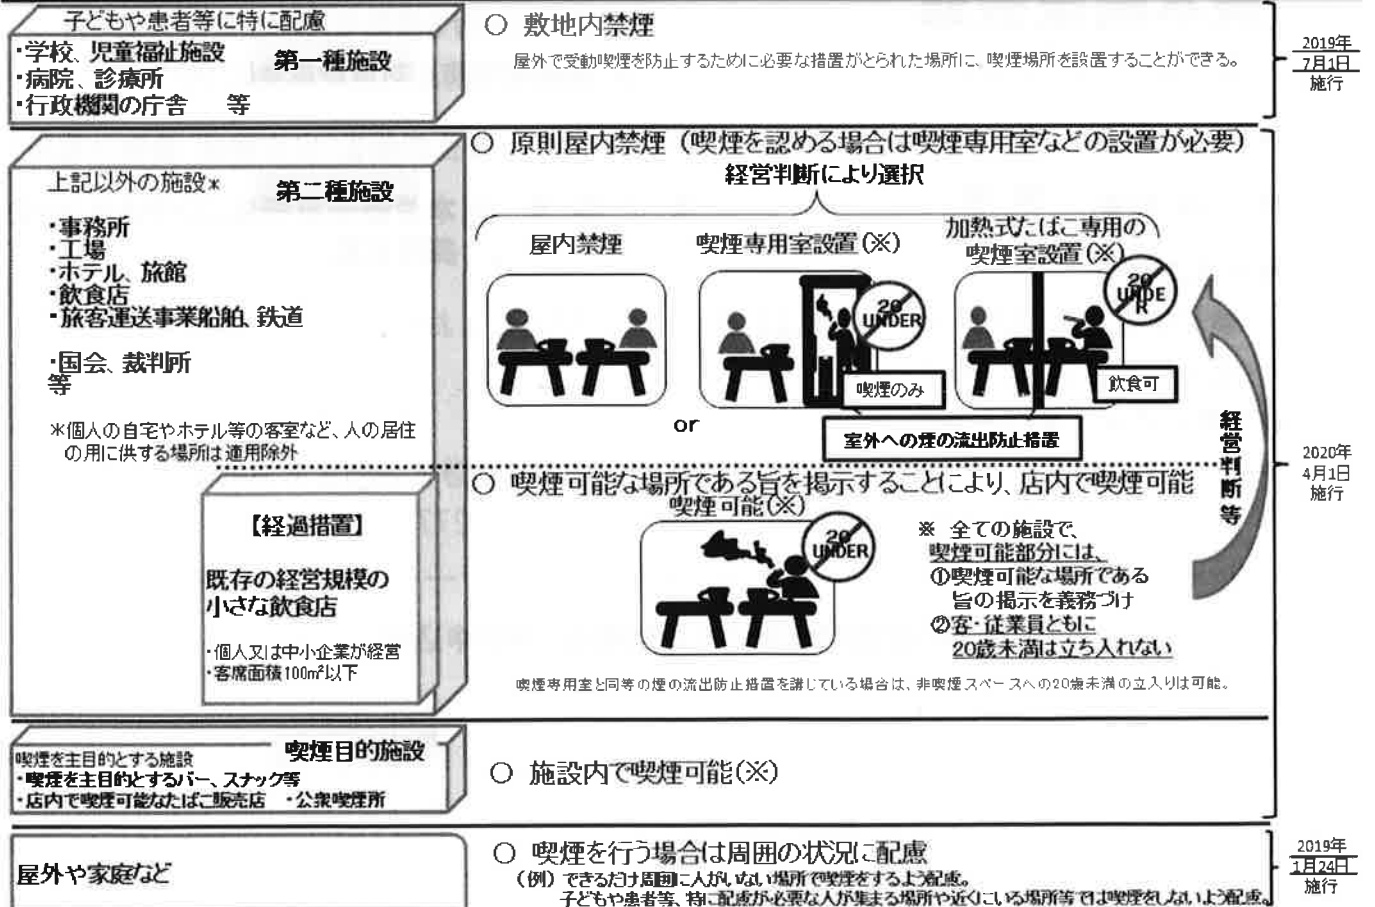 子どもや患者等に特に配慮
・学校、児童福祉施設
・病院、診療所
・行政機関の庁舎　等
第一種施設
○ 敷地内禁煙
屋外で受動喫煙を防止するために必要な措置がとられた場所に、喫煙場所を設置することができる。
2019年
7月1日
施行
上記以外の施設*
第二種施設
・事務所
・工場
・ホテル、旅館
・飲食店
・旅客運送事業船舶、鉄道
・国会、裁判所
等
*個人の自宅やホテル等の客室など、人の居住
の用に供する場所は適用除外
○ 原則屋内禁煙（喫煙を認める場合は喫煙専用室などの設置が必要）
経営判断により選択
屋内禁煙
喫煙専用室設置(※)
加熱式たばこ専用の
喫煙室設置(※)
20
UNDER
20
UNDE
R
喫煙のみ
飲食可
or
室外への煙の流出防止措置
経営判断等
2020年
4月1日
施行
【経過措置】
既存の経営規模の
小さな飲食店
・個人又は中小企業が経営
・客席面積100㎡以下
○ 喫煙可能な場所である旨を掲示することにより、店内で喫煙可能
喫煙可能(※)
20
UNDER
※ 全ての施設で、
喫煙可能部分には、
①喫煙可能な場所である
旨の掲示を義務づけ
②客・従業員ともに
20歳未満は立ち入れない
喫煙専用室と同等の煙の流出防止措置を講じている場合は、非喫煙スペースへの20歳未満の立入りは可能。
喫煙を主目的とする施設
喫煙目的施設
・喫煙を主目的とするバー、スナック等
・店内で喫煙可能なたばこ販売店　・公衆喫煙所
○ 施設内で喫煙可能(※)
屋外や家庭など
○ 喫煙を行う場合は周囲の状況に配慮
（例）できるだけ周囲に人がいない場所で喫煙をするよう配慮。
子どもや患者等、特に配慮が必要な人が集まる場所や近くにいる場所等では喫煙をしないよう配慮。
2019年
1月24日
施行